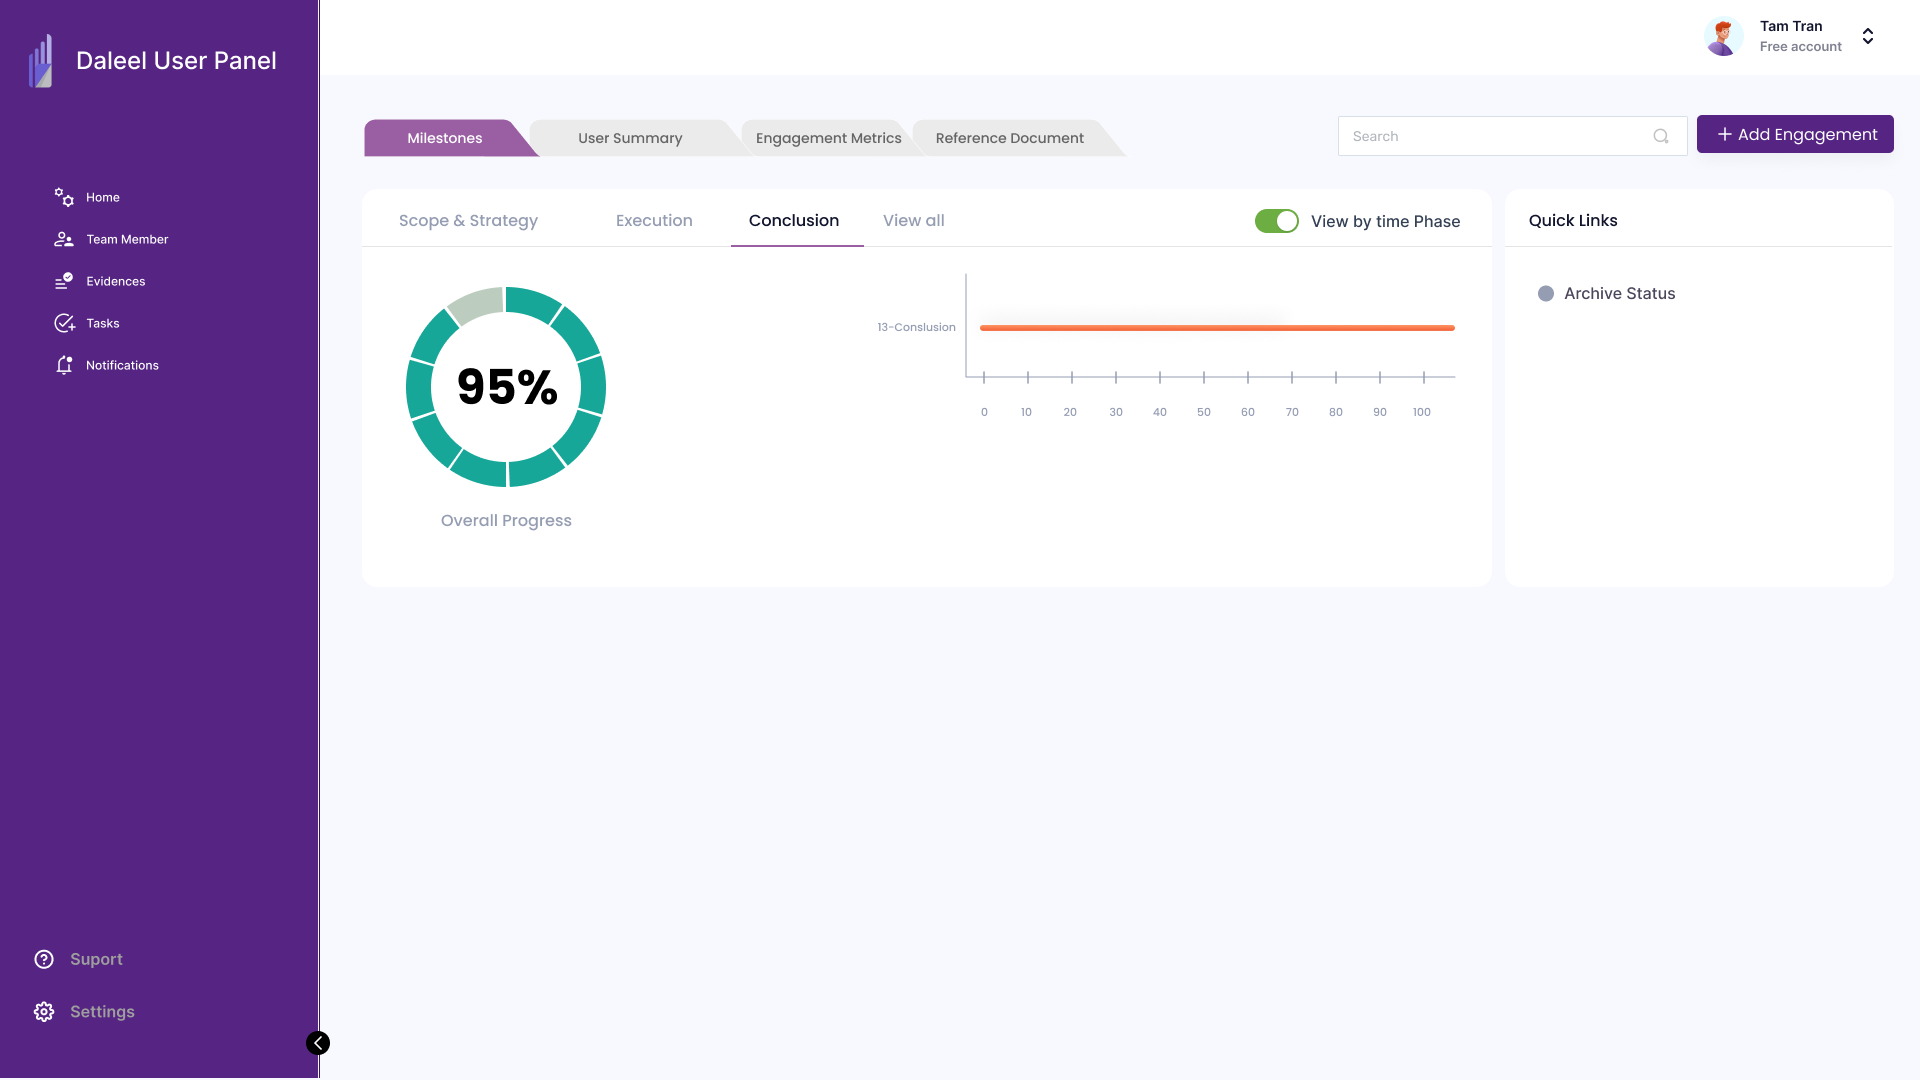 Daleel User Panel
Tam Tran
Free account
Home
Team Member
Evidences
Tasks
Notifications
Suport
Settings
Milestones
User Summary
Engagement Metrics
Reference Document
Search
+ Add Engagement
Scope & Strategy
Execution
Conclusion
View all
View by time Phase
Quick Links
Archive Status
95%
Overall Progress
13-Conslusion
0 10 20 30 40 50 60 70 80 90 100